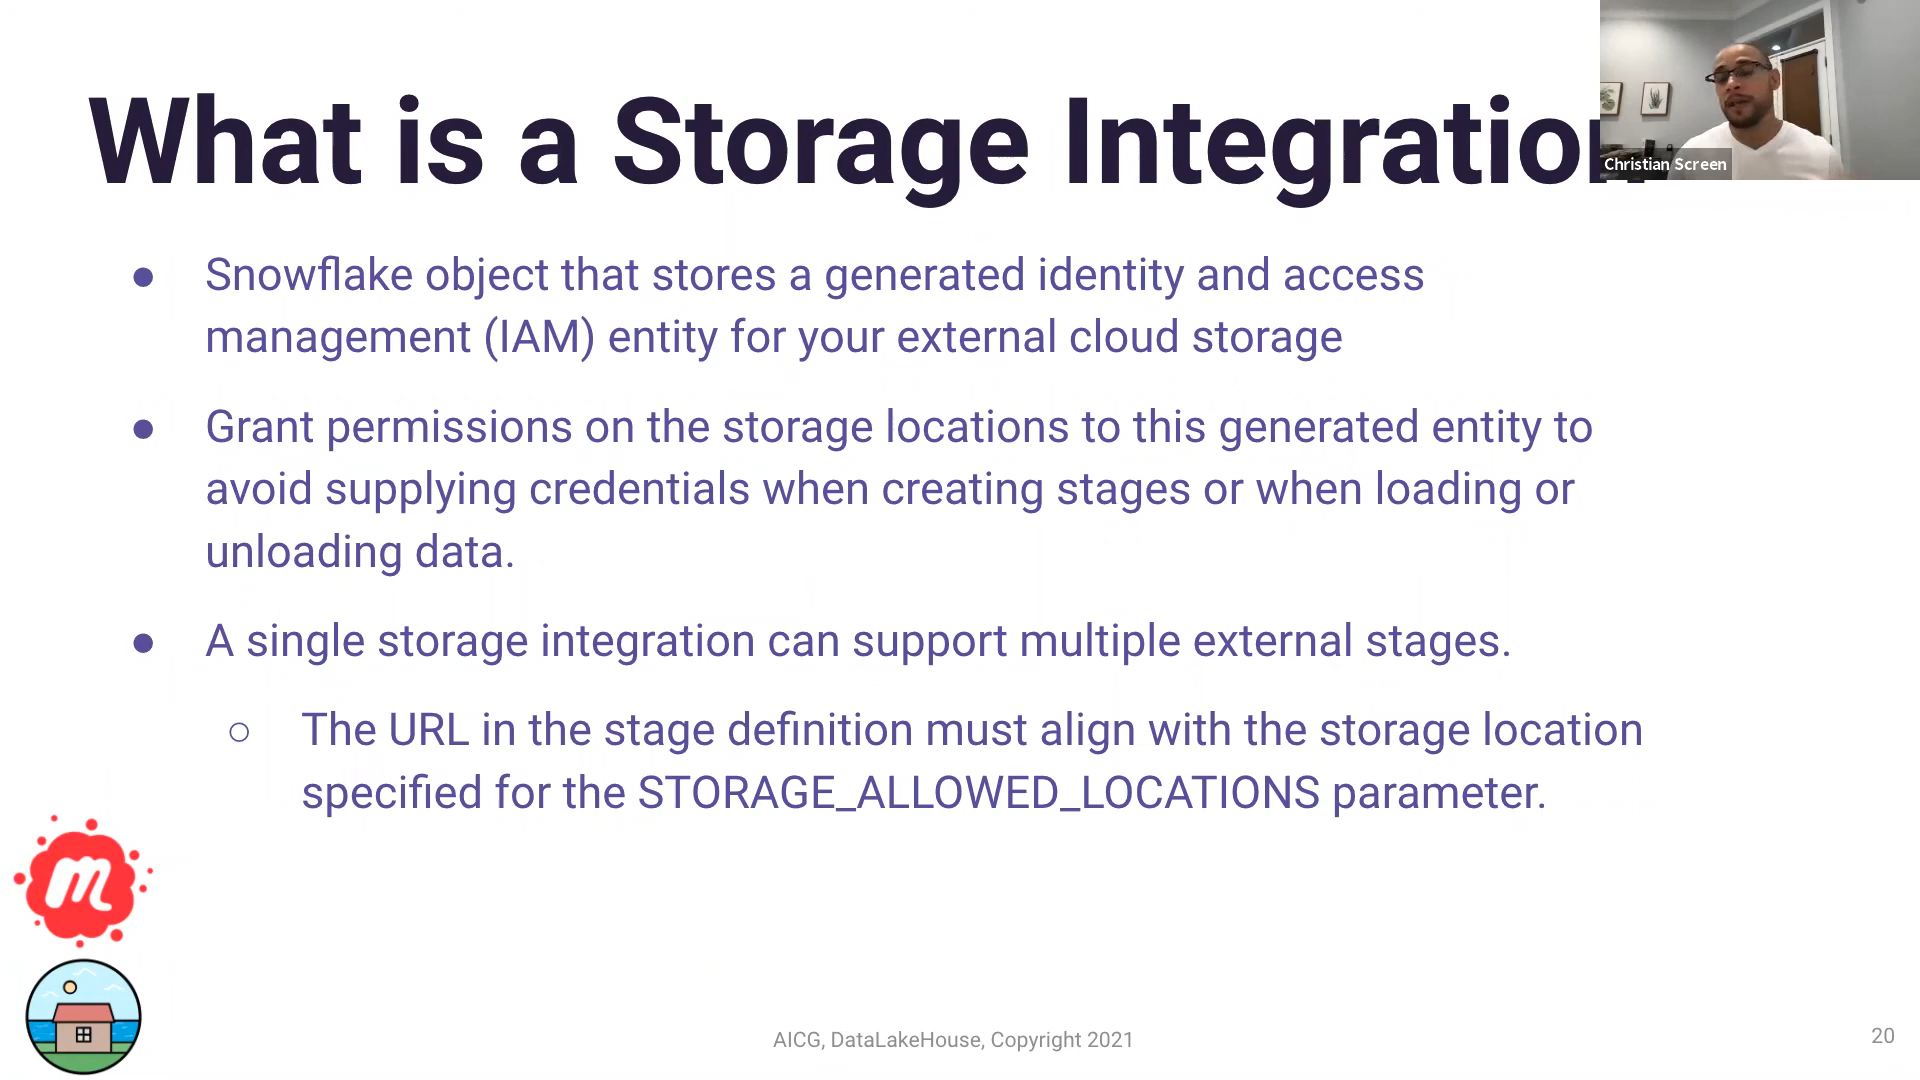 What is a Storage Integration
Christian Screen
● Snowflake object that stores a generated identity and access
management (IAM) entity for your external cloud storage
● Grant permissions on the storage locations to this generated entity to
avoid supplying credentials when creating stages or when loading or
unloading data.
● A single storage integration can support multiple external stages.
○ The URL in the stage definition must align with the storage location
specified for the STORAGE_ALLOWED_LOCATIONS parameter.
m
AICG, DataLakeHouse, Copyright 2021
20